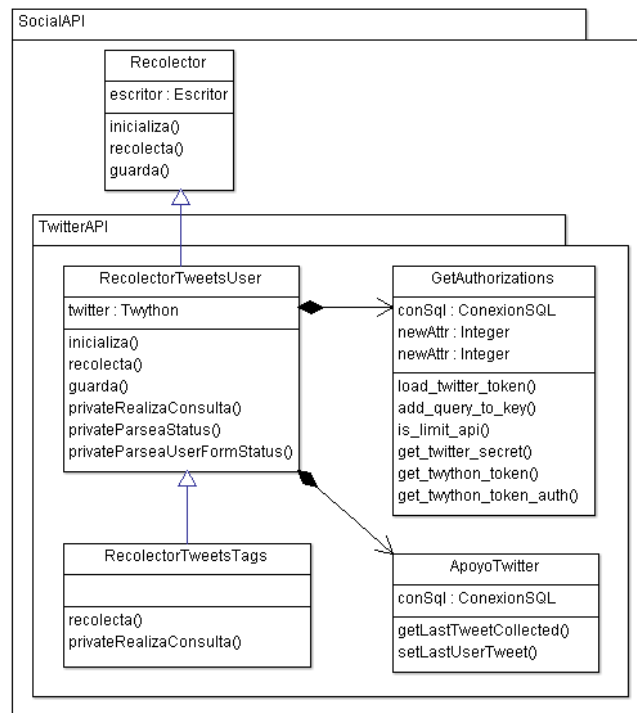 SocialAPI
Recolector
escritor : Escritor
inicializa()
recolecta()
guarda()
TwitterAPI
RecolectorTweetsUser
twitter : Twython
inicializa()
recolecta()
guarda()
privateRealizaConsulta()
privateParseaStatus()
privateParseaUserFormStatus()
GetAuthorizations
conSql : ConexionSQL
newAttr : Integer
newAttr : Integer
load_twitter_token()
add_query_to_key()
is_limit_api()
get_twitter_secret()
get_twython_token()
get_twython_token_auth()
RecolectorTweetsTags
recolecta()
privateRealizaConsulta()
ApoyoTwitter
conSql : ConexionSQL
getLastTweetCollected()
setLastUserTweet()